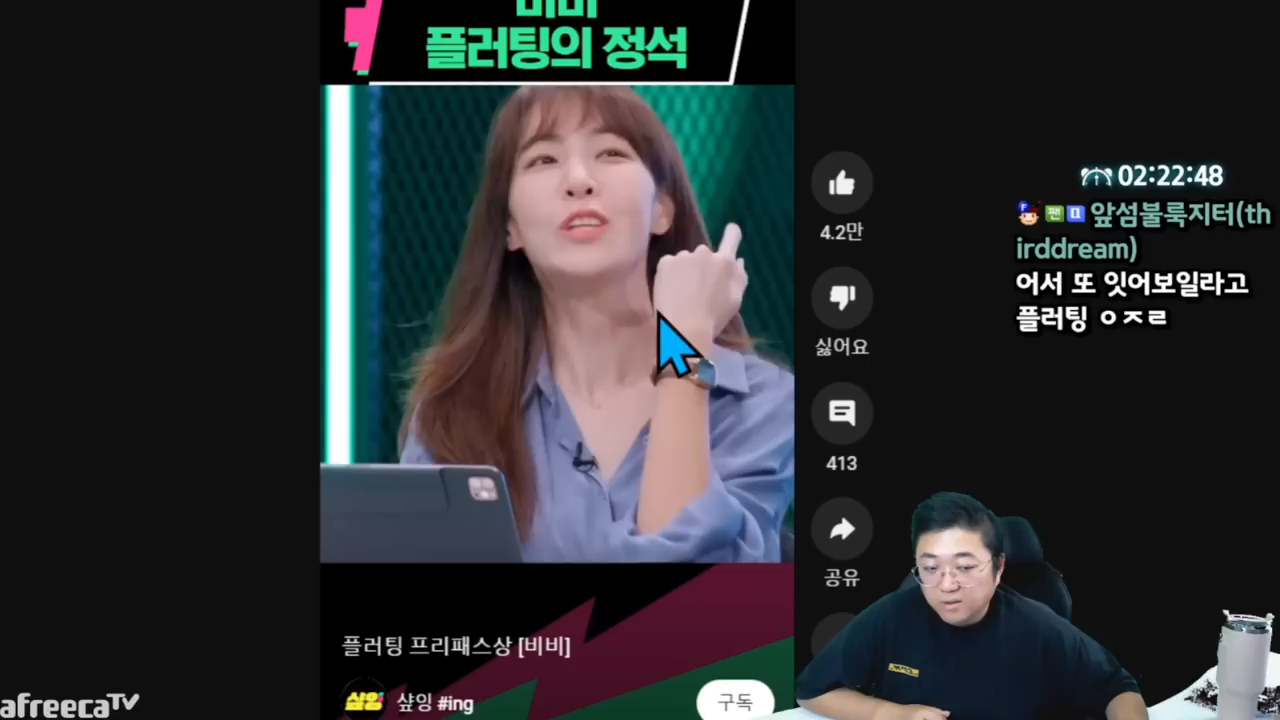 비비
플러팅의 정석
4.2만
싫어요
413
공유
플러팅 프리패스상 [비비]
샾잉
샾잉 #ing
구독
02:22:48
F 팬 앞섬불룩지터(th
irddream)
어서 또 잇어보일라고
플러팅 ㅇㅈㄹ
afreecaTV